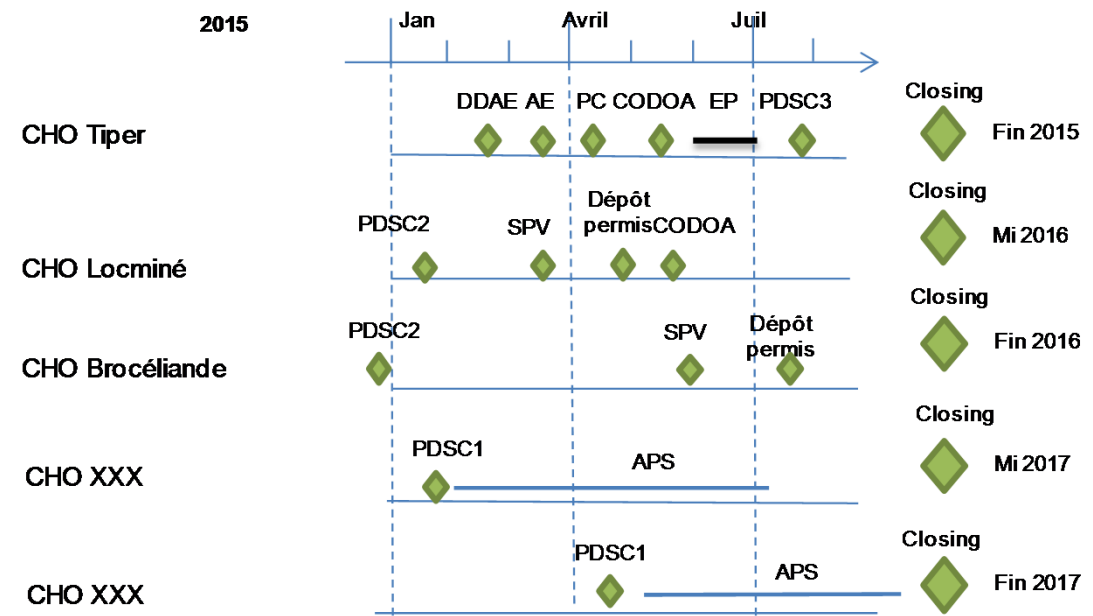 2015
Jan
Avril
Juil
CHO Tiper
DDAE AE PC CODOA EP PDSC3
Closing
Fin 2015
CHO Locminé
PDSC2
SPV
Dépôt
permis
CODOA
Closing
Mi 2016
CHO Brocéliande
PDSC2
SPV
Dépôt
permis
Closing
Fin 2016
CHO XXX
PDSC1
APS
Closing
Mi 2017
CHO XXX
PDSC1
APS
Closing
Fin 2017